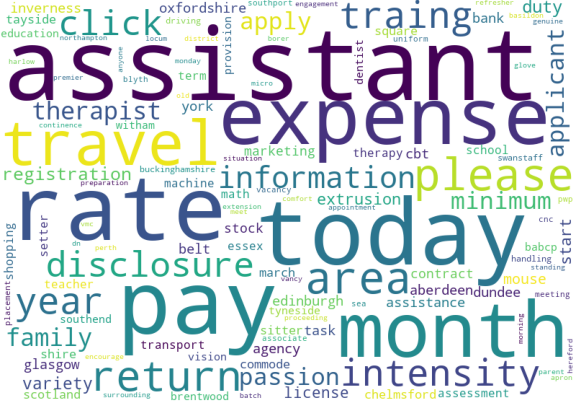 inverness
oxfordshire
traing
duty
tayside
click
apply
bank
driving
education
square
southport
engagement
refresher
basildon
genuine
uniform
northampton
locum
district
term
provision
dentist
assistant
applicant
harlow
monday
borer
premier
blyth
anyone
micro
glove
therapist
york
expense
continence
witham
marketing
therapy
cbt
school
swanstaff
travel
registration
situation
buckinghamshire
information
please
preparation
machine
vacancy
math
comfort
extrusion
minimum
pwp
extension
appointment
rate
vmc
meet
stock
today
cnc
start
setter
dn
perth
belt
essex
babcp
handling
standing
shopping
disclosure
march
vancy
area
contract
mouse
teacher
aberdeen
dundee
meeting
placement
year
pay
edinburgh
sea
assistance
month
southend
tyneside
proceeding
family
sitter
task
associate
morning
transport
agency
shire
encourage
vision
commode
glasgow
return
passion
intensity
parent
hereford
variety
apron
scotland
surrounding
brentwood
batch
license
chelmsford
assessment